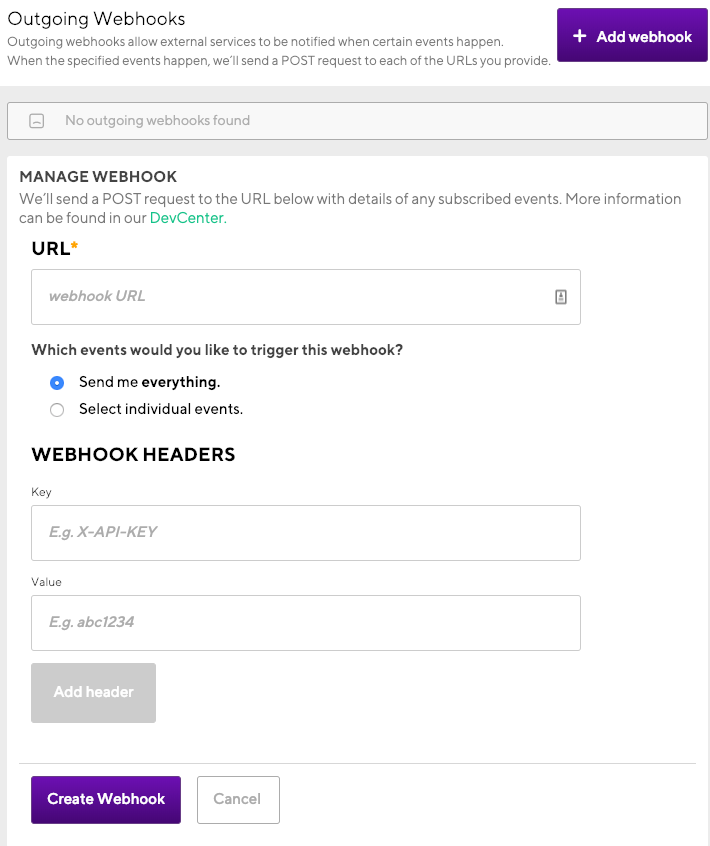 Outgoing Webhooks
Outgoing webhooks allow external services to be notified when certain events happen.
When the specified events happen, we'll send a POST request to each of the URLs you provide.
+ Add webhook
No outgoing webhooks found
MANAGE WEBHOOK
We'll send a POST request to the URL below with details of any subscribed events. More information
can be found in our DevCenter.
URL*
webhook URL
Which events would you like to trigger this webhook?
Send me everything.
Select individual events.
WEBHOOK HEADERS
Key
E.g. X-API-KEY
Value
E.g. abc1234
Add header
Create Webhook
Cancel